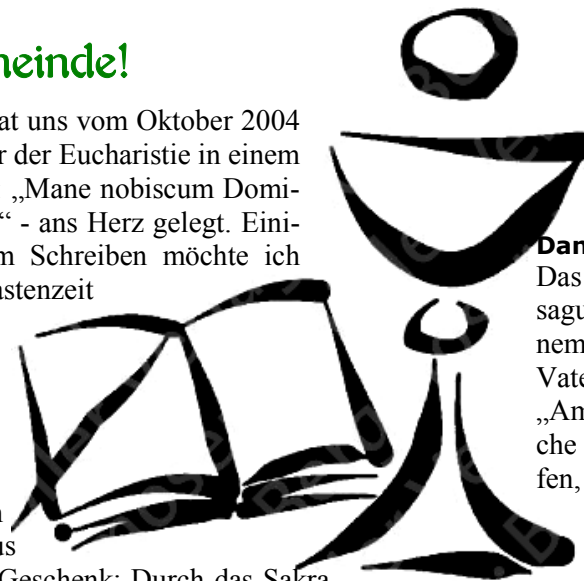 neinde!
at uns vom Oktober 2004
r der Eucharistie in einem
„Mane nobiscum Domi-
“ - ans Herz gelegt. Eini-
m Schreiben möchte ich
astenzeit
n
us
Geschenk: Durch das Sakra
Dan
Das
sagu
nem
Vate
„Am
che
fen,